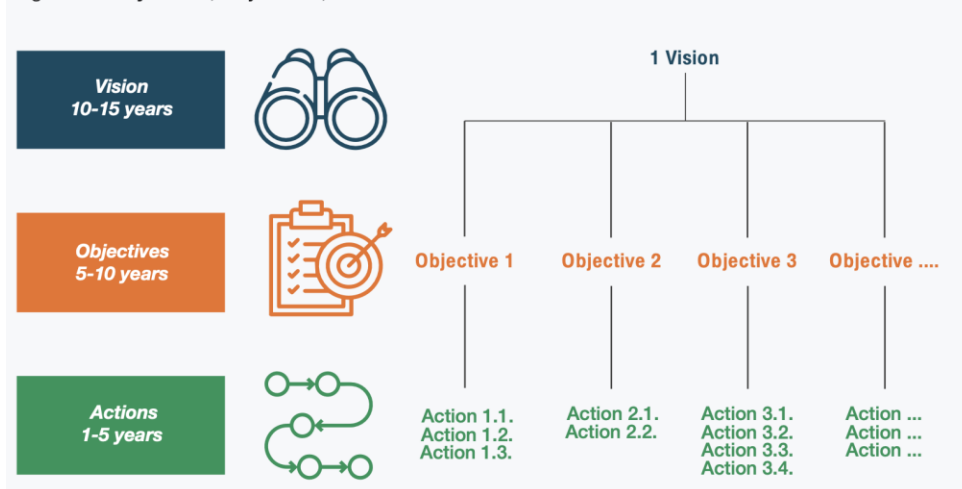 Vision
10-15 years
1 Vision
Objectives
5-10 years
Objective 1
Objective 2
Objective 3
Objective ....
Actions
1-5 years
Action 1.1.
Action 1.2.
Action 1.3.
Action 2.1.
Action 2.2.
Action 3.1.
Action 3.2.
Action 3.3.
Action 3.4.
Action ...
Action ...
Action ...